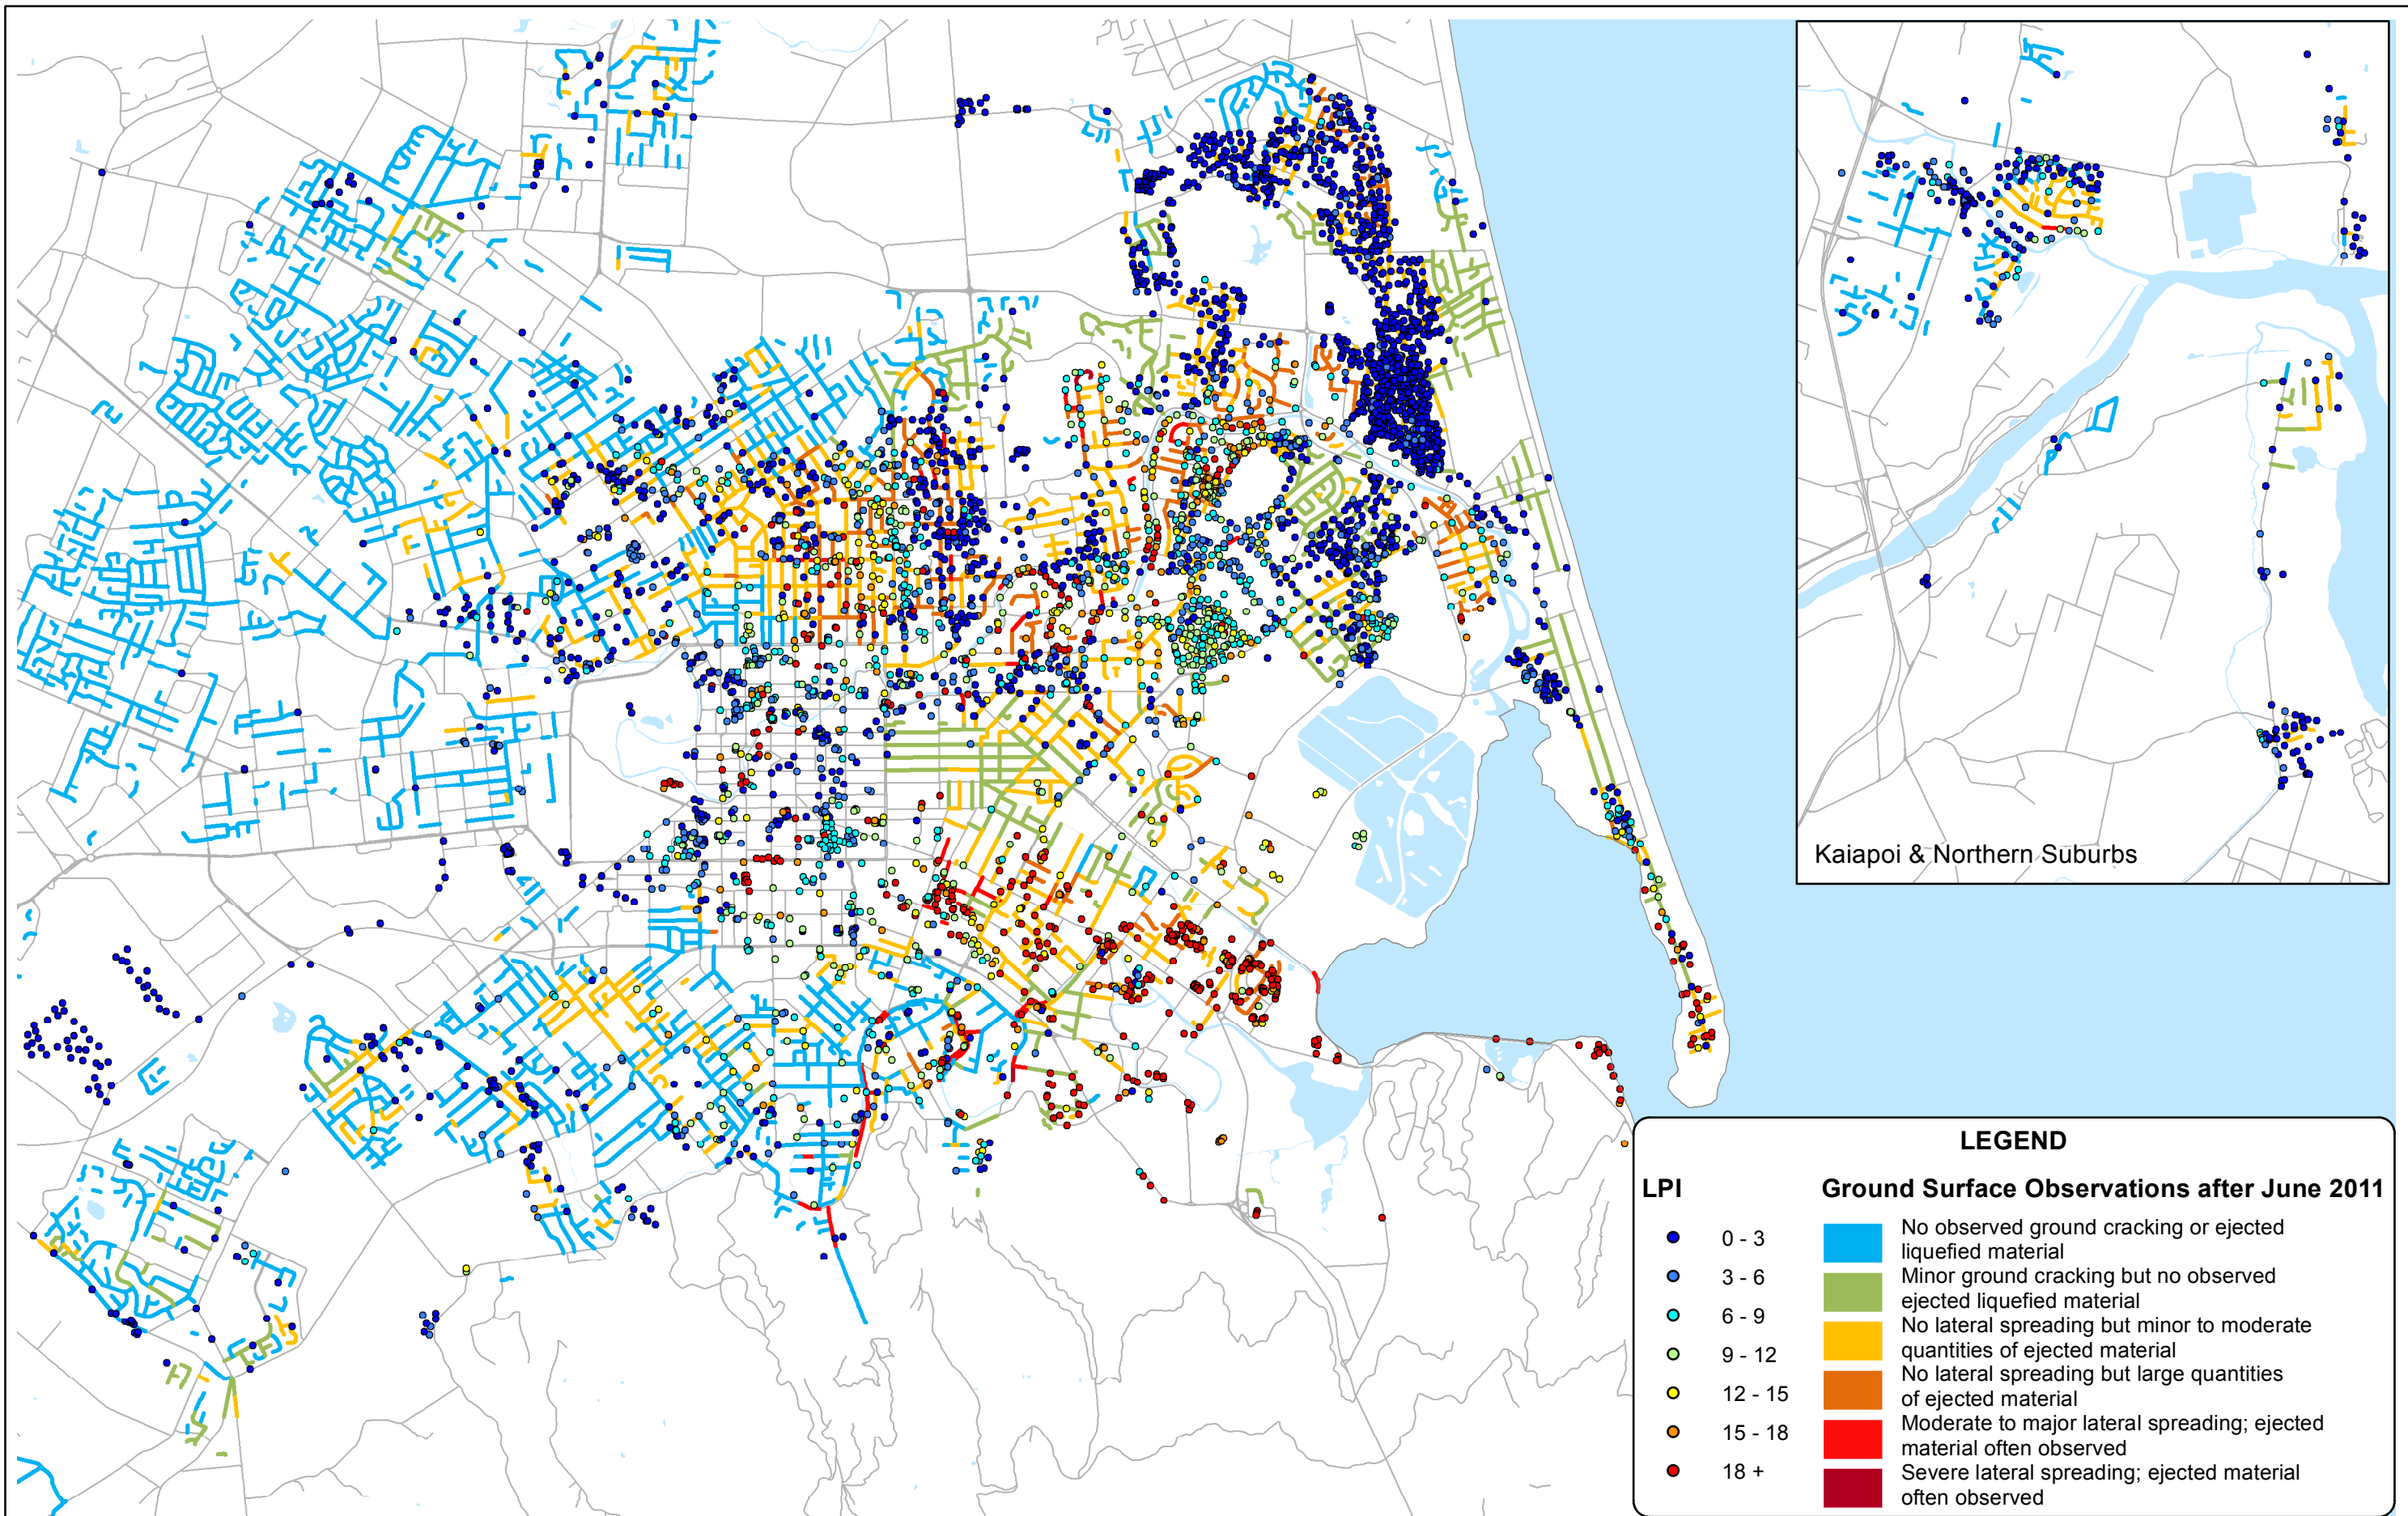 Kaiapoi & Northern Suburbs
LEGEND
LPI
0 - 3
3 - 6
6 - 9
9 - 12
12 - 15
15 - 18
18 +
Ground Surface Observations after June 2011
No observed ground cracking or ejected
liquefied material
Minor ground cracking but no observed
ejected liquefied material
No lateral spreading but minor to moderate
quantities of ejected material
No lateral spreading but large quantities
of ejected material
Moderate to major lateral spreading; ejected
material often observed
Severe lateral spreading; ejected material
often observed